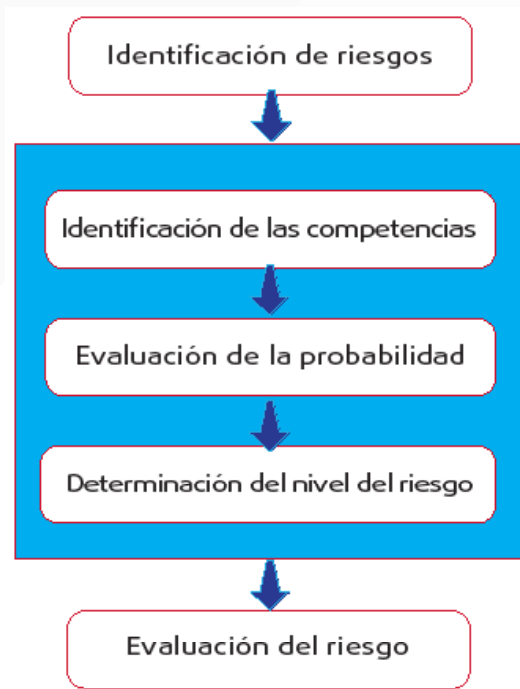 Identificación de riesgos
Identificación de las competencias
Evaluación de la probabilidad
Determinación del nivel del riesgo
Evaluación del riesgo